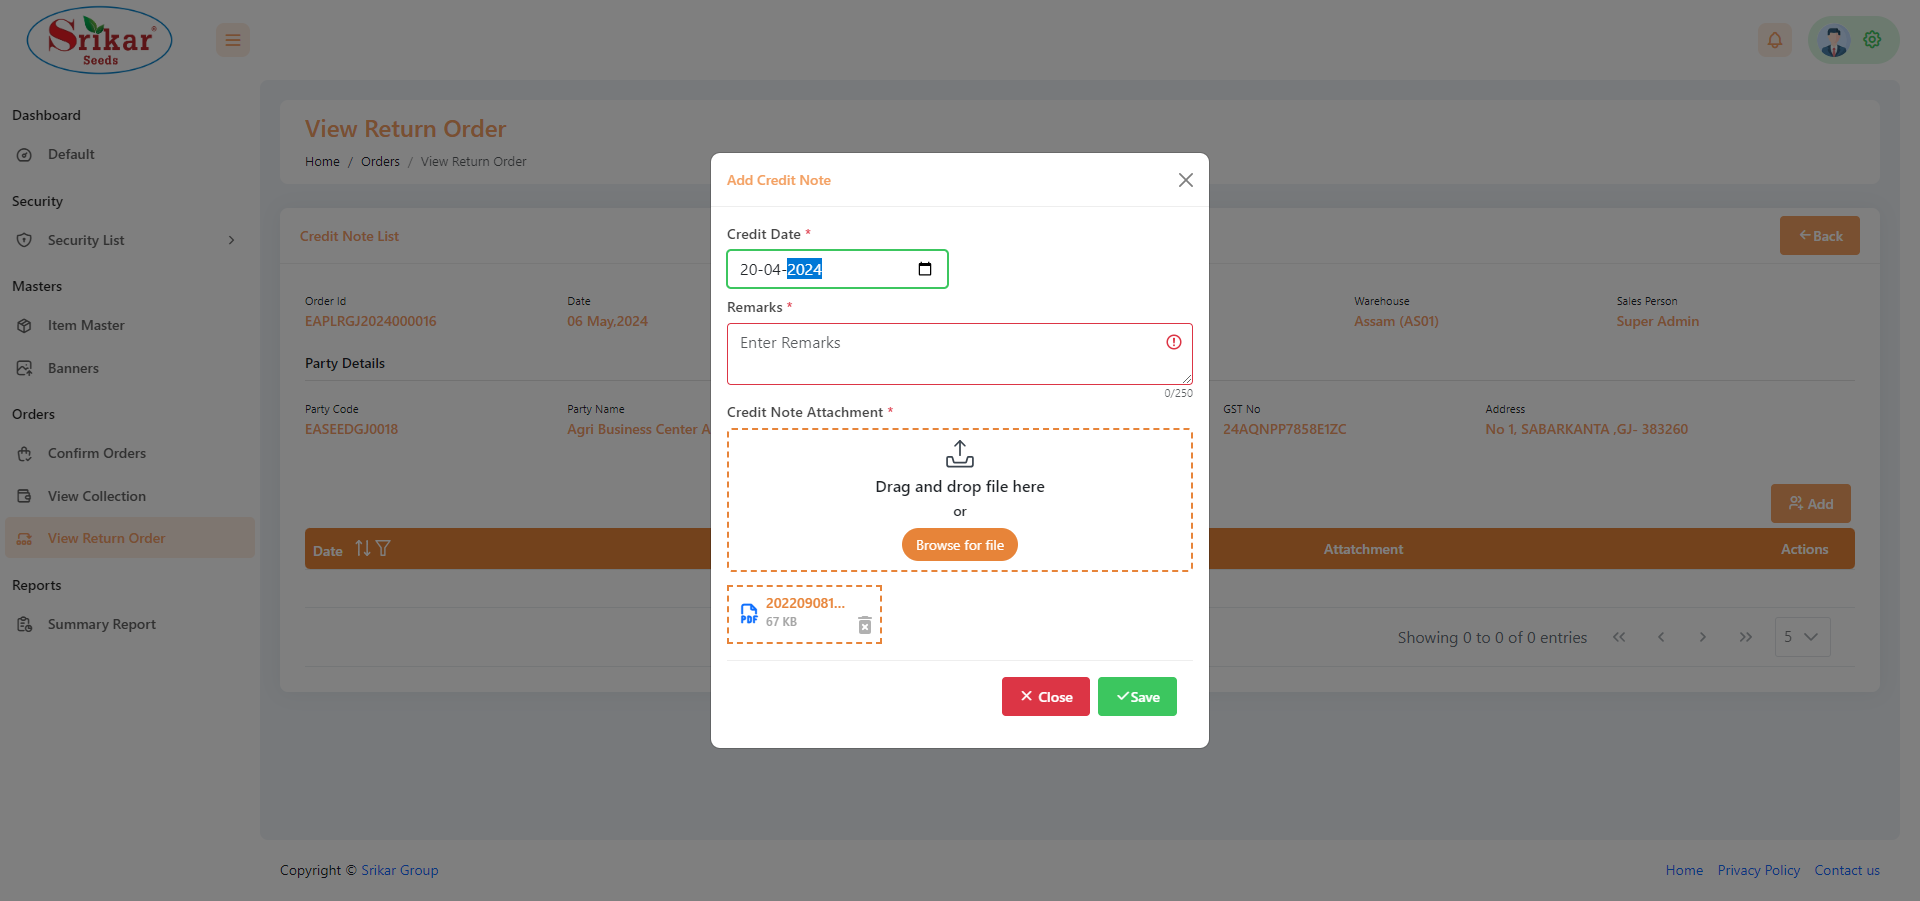 Srikar
Seeds
Dashboard
Default
Security
Security List
Masters
Item Master
Banners
Orders
Confirm Orders
View Collection
View Return Order
Reports
Summary Report
View Return Order
Home / Orders / View Return Order
Credit Note List
Back
Order Id
EAPLRGJ2024000016
Date
06 May,2024
Warehouse
Assam (AS01)
Sales Person
Super Admin
Party Details
Party Code
EASEEDGJ0018
Party Name
Agri Business Center A
GST No
24AQNPP7858E1ZC
Address
No 1, SABARKANTA ,GJ- 383260
Add
Date
Attatchment
Actions
Showing 0 to 0 of 0 entries
5
Add Credit Note
Credit Date *
20-04-2024
Remarks *
Enter Remarks
0/250
Credit Note Attachment *
Drag and drop file here
or
Browse for file
PDF
202209081...
67 KB
Close
Save
Copyright © Srikar Group
Home
Privacy Policy
Contact us